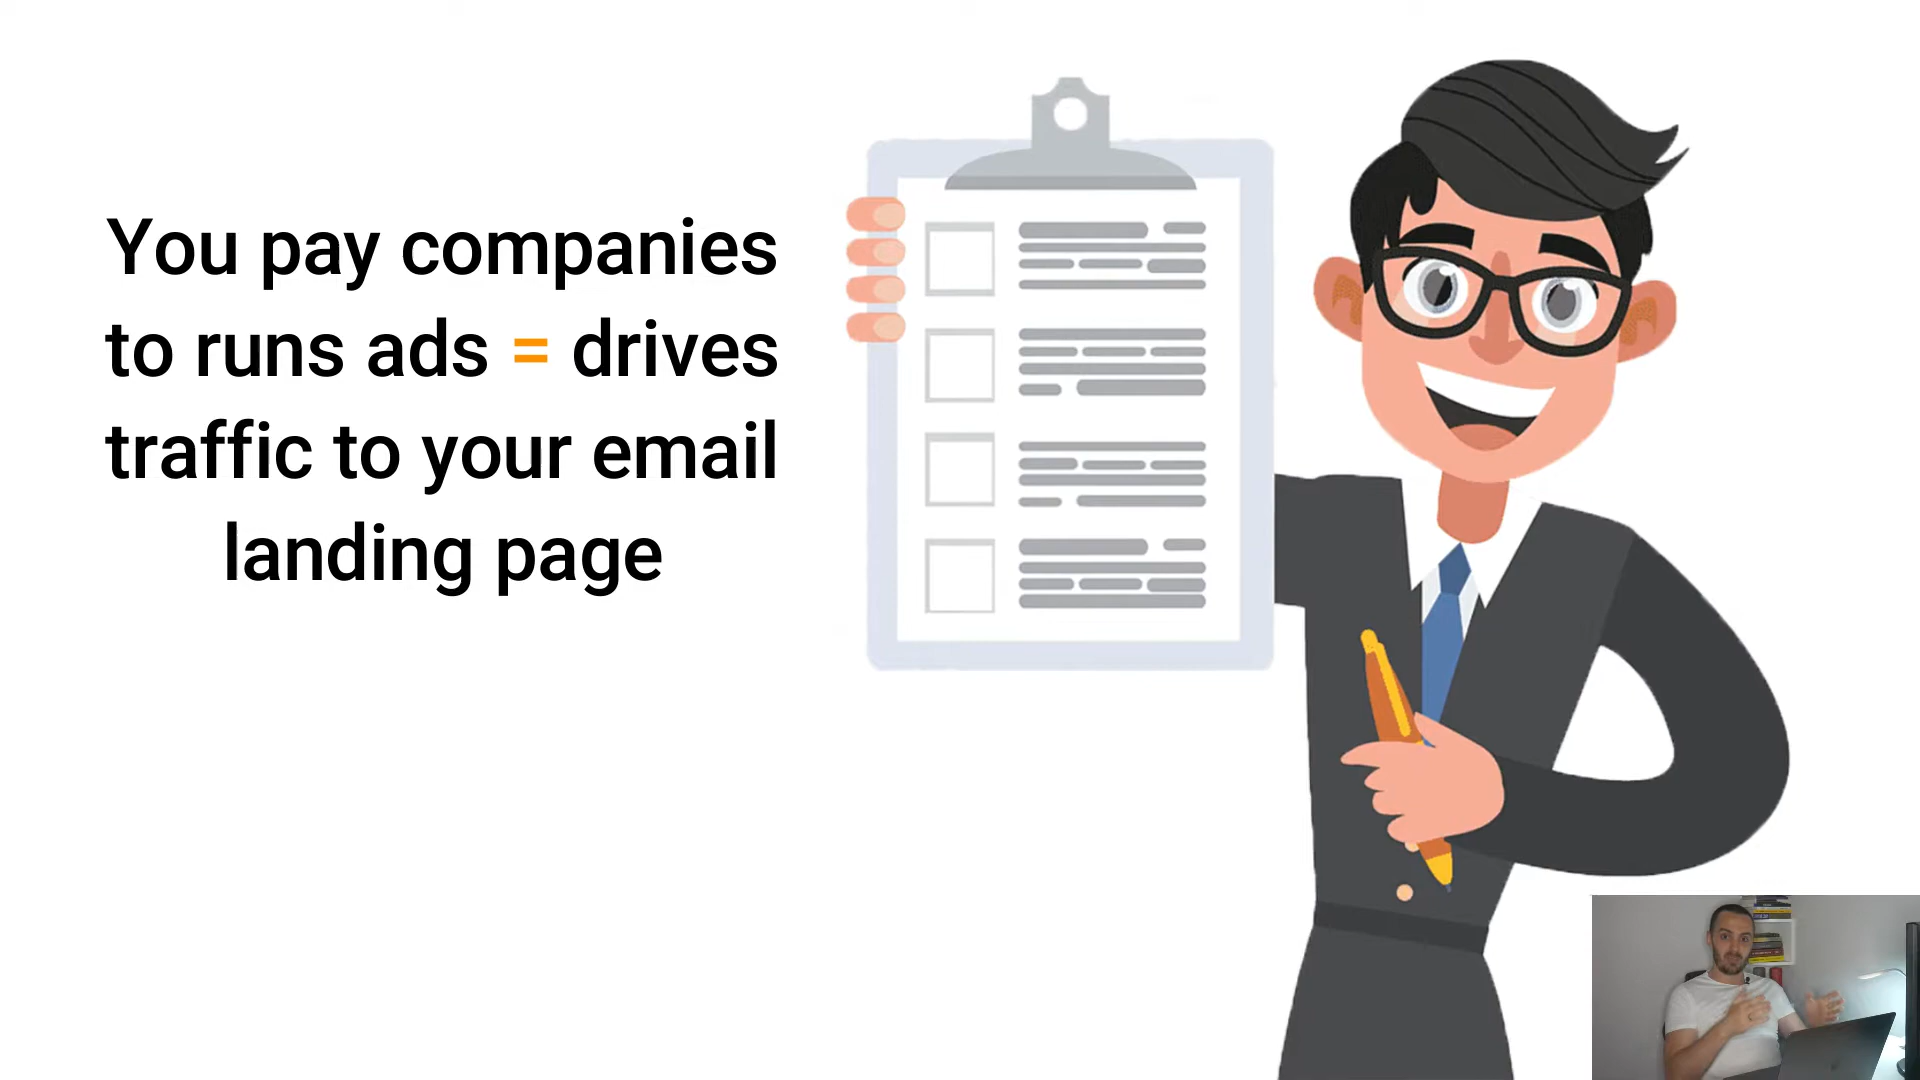 You pay companies
to runs ads = drives
traffic to your email
landing page